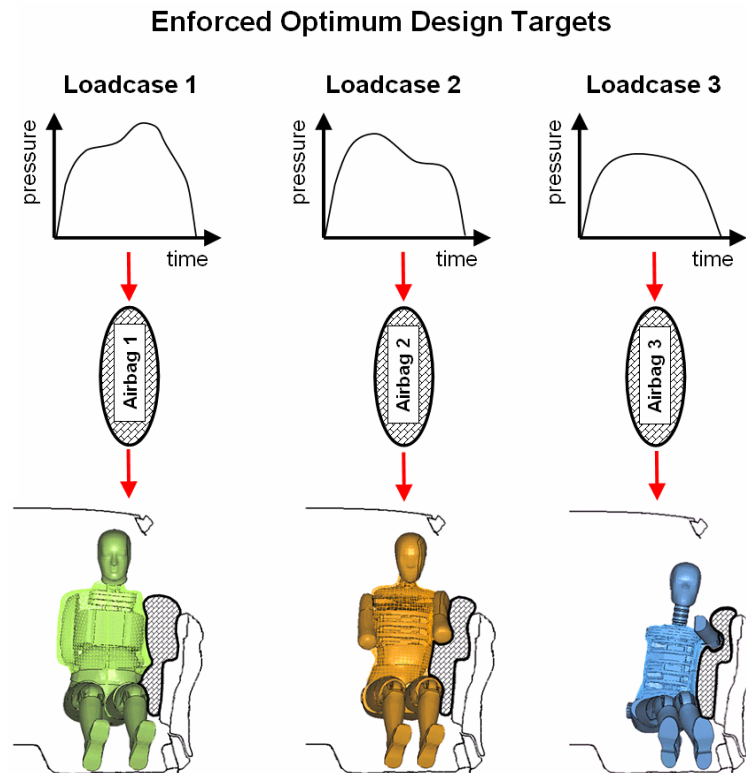 Enforced Optimum Design Targets
Loadcase 1
Loadcase 2
Loadcase 3
pressure
time
pressure
time
pressure
time
Airbag 1
Airbag 2
Airbag 3